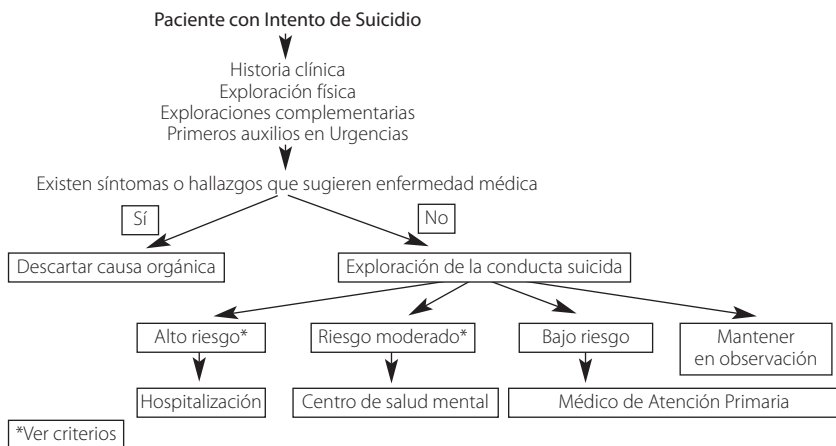 Paciente con Intento de Suicidio
Historia clínica
Exploración física
Exploraciones complementarias
Primeros auxilios en Urgencias
Existen síntomas o hallazgos que sugieren enfermedad médica
Sí
No
Descartar causa orgánica
Exploración de la conducta suicida
Alto riesgo*
Riesgo moderado*
Bajo riesgo
Mantener
en observación
Hospitalización
Centro de salud mental
Médico de Atención Primaria
*Ver criterios